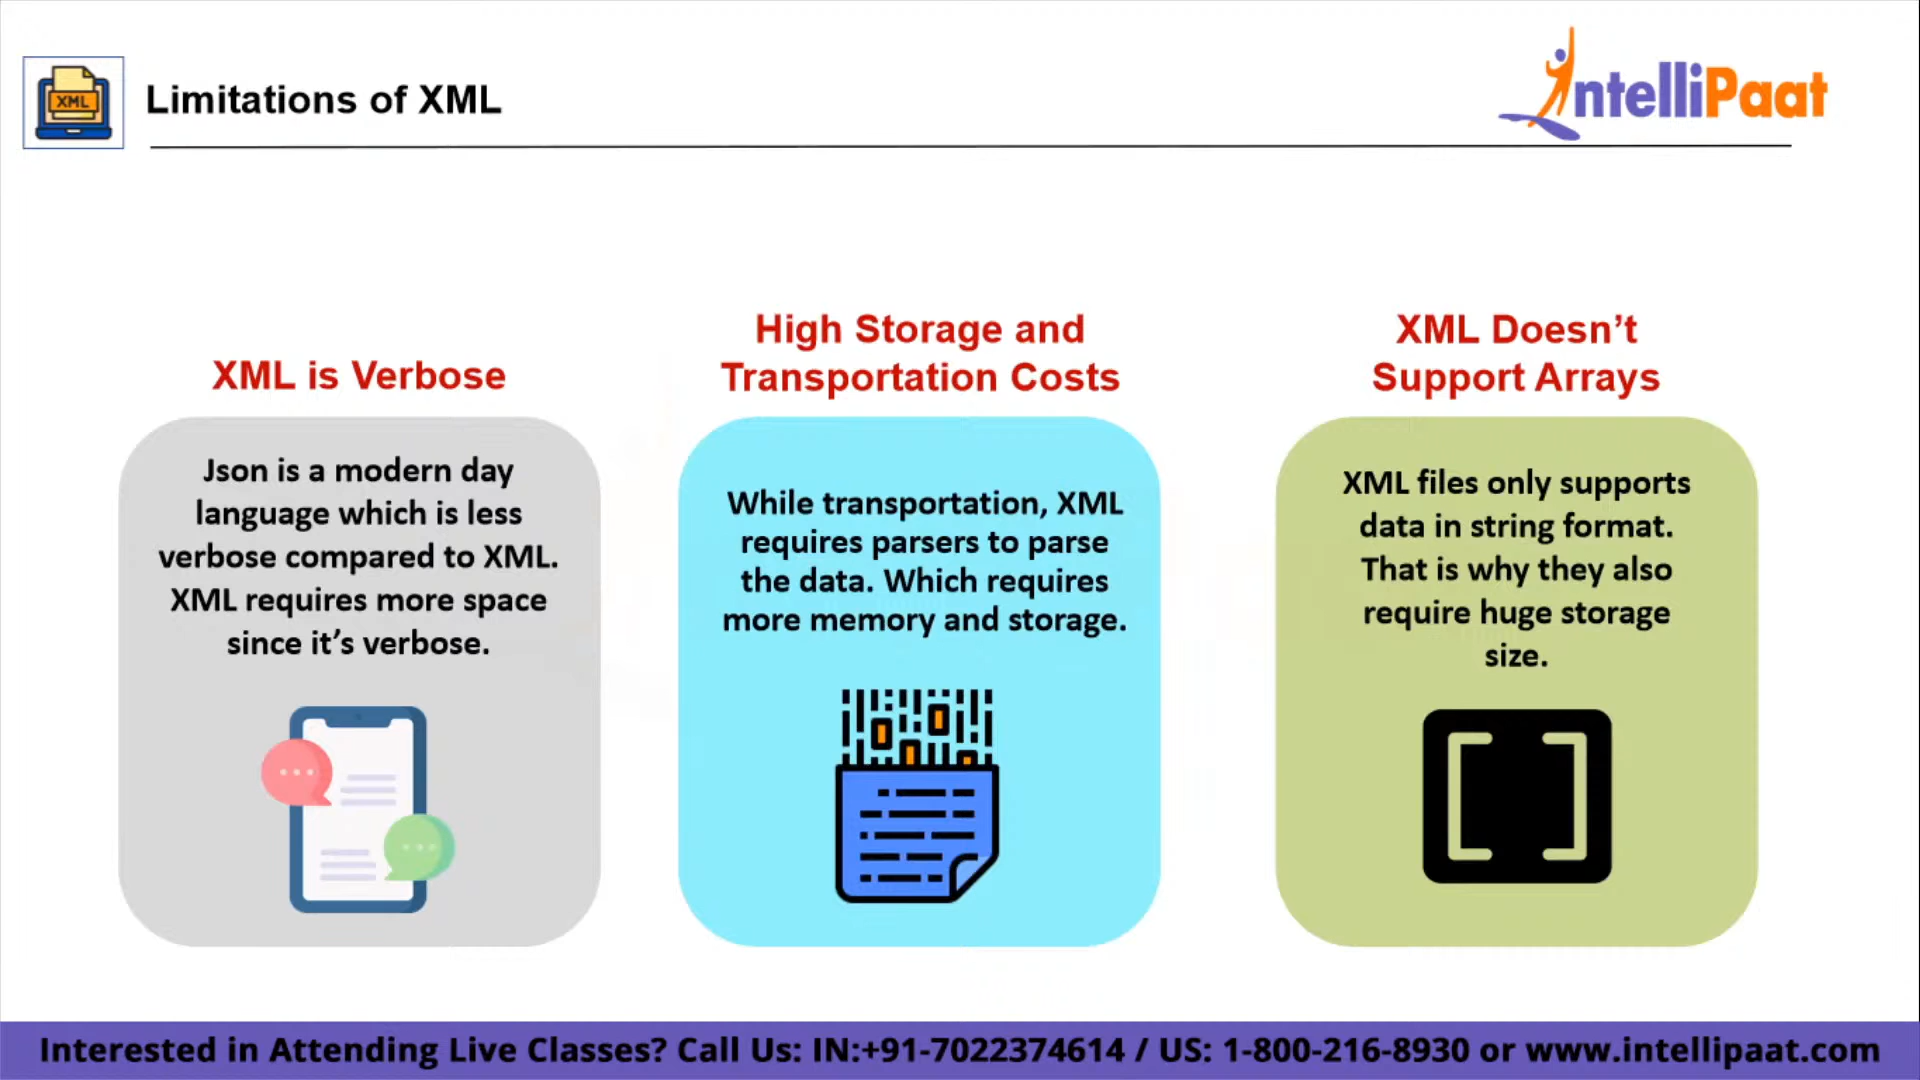 XML
Limitations of XML
IntelliPaat
XML is Verbose
Json is a modern day
language which is less
verbose compared to XML.
XML requires more space
since it's verbose.
High Storage and
Transportation Costs
While transportation, XML
requires parsers to parse
the data. Which requires
more memory and storage.
XML Doesn't
Support Arrays
XML files only supports
data in string format.
That is why they also
require huge storage
size.
Interested in Attending Live Classes? Call Us: IN:+91-7022374614 / US: 1-800-216-8930 or www.intellipaat.com